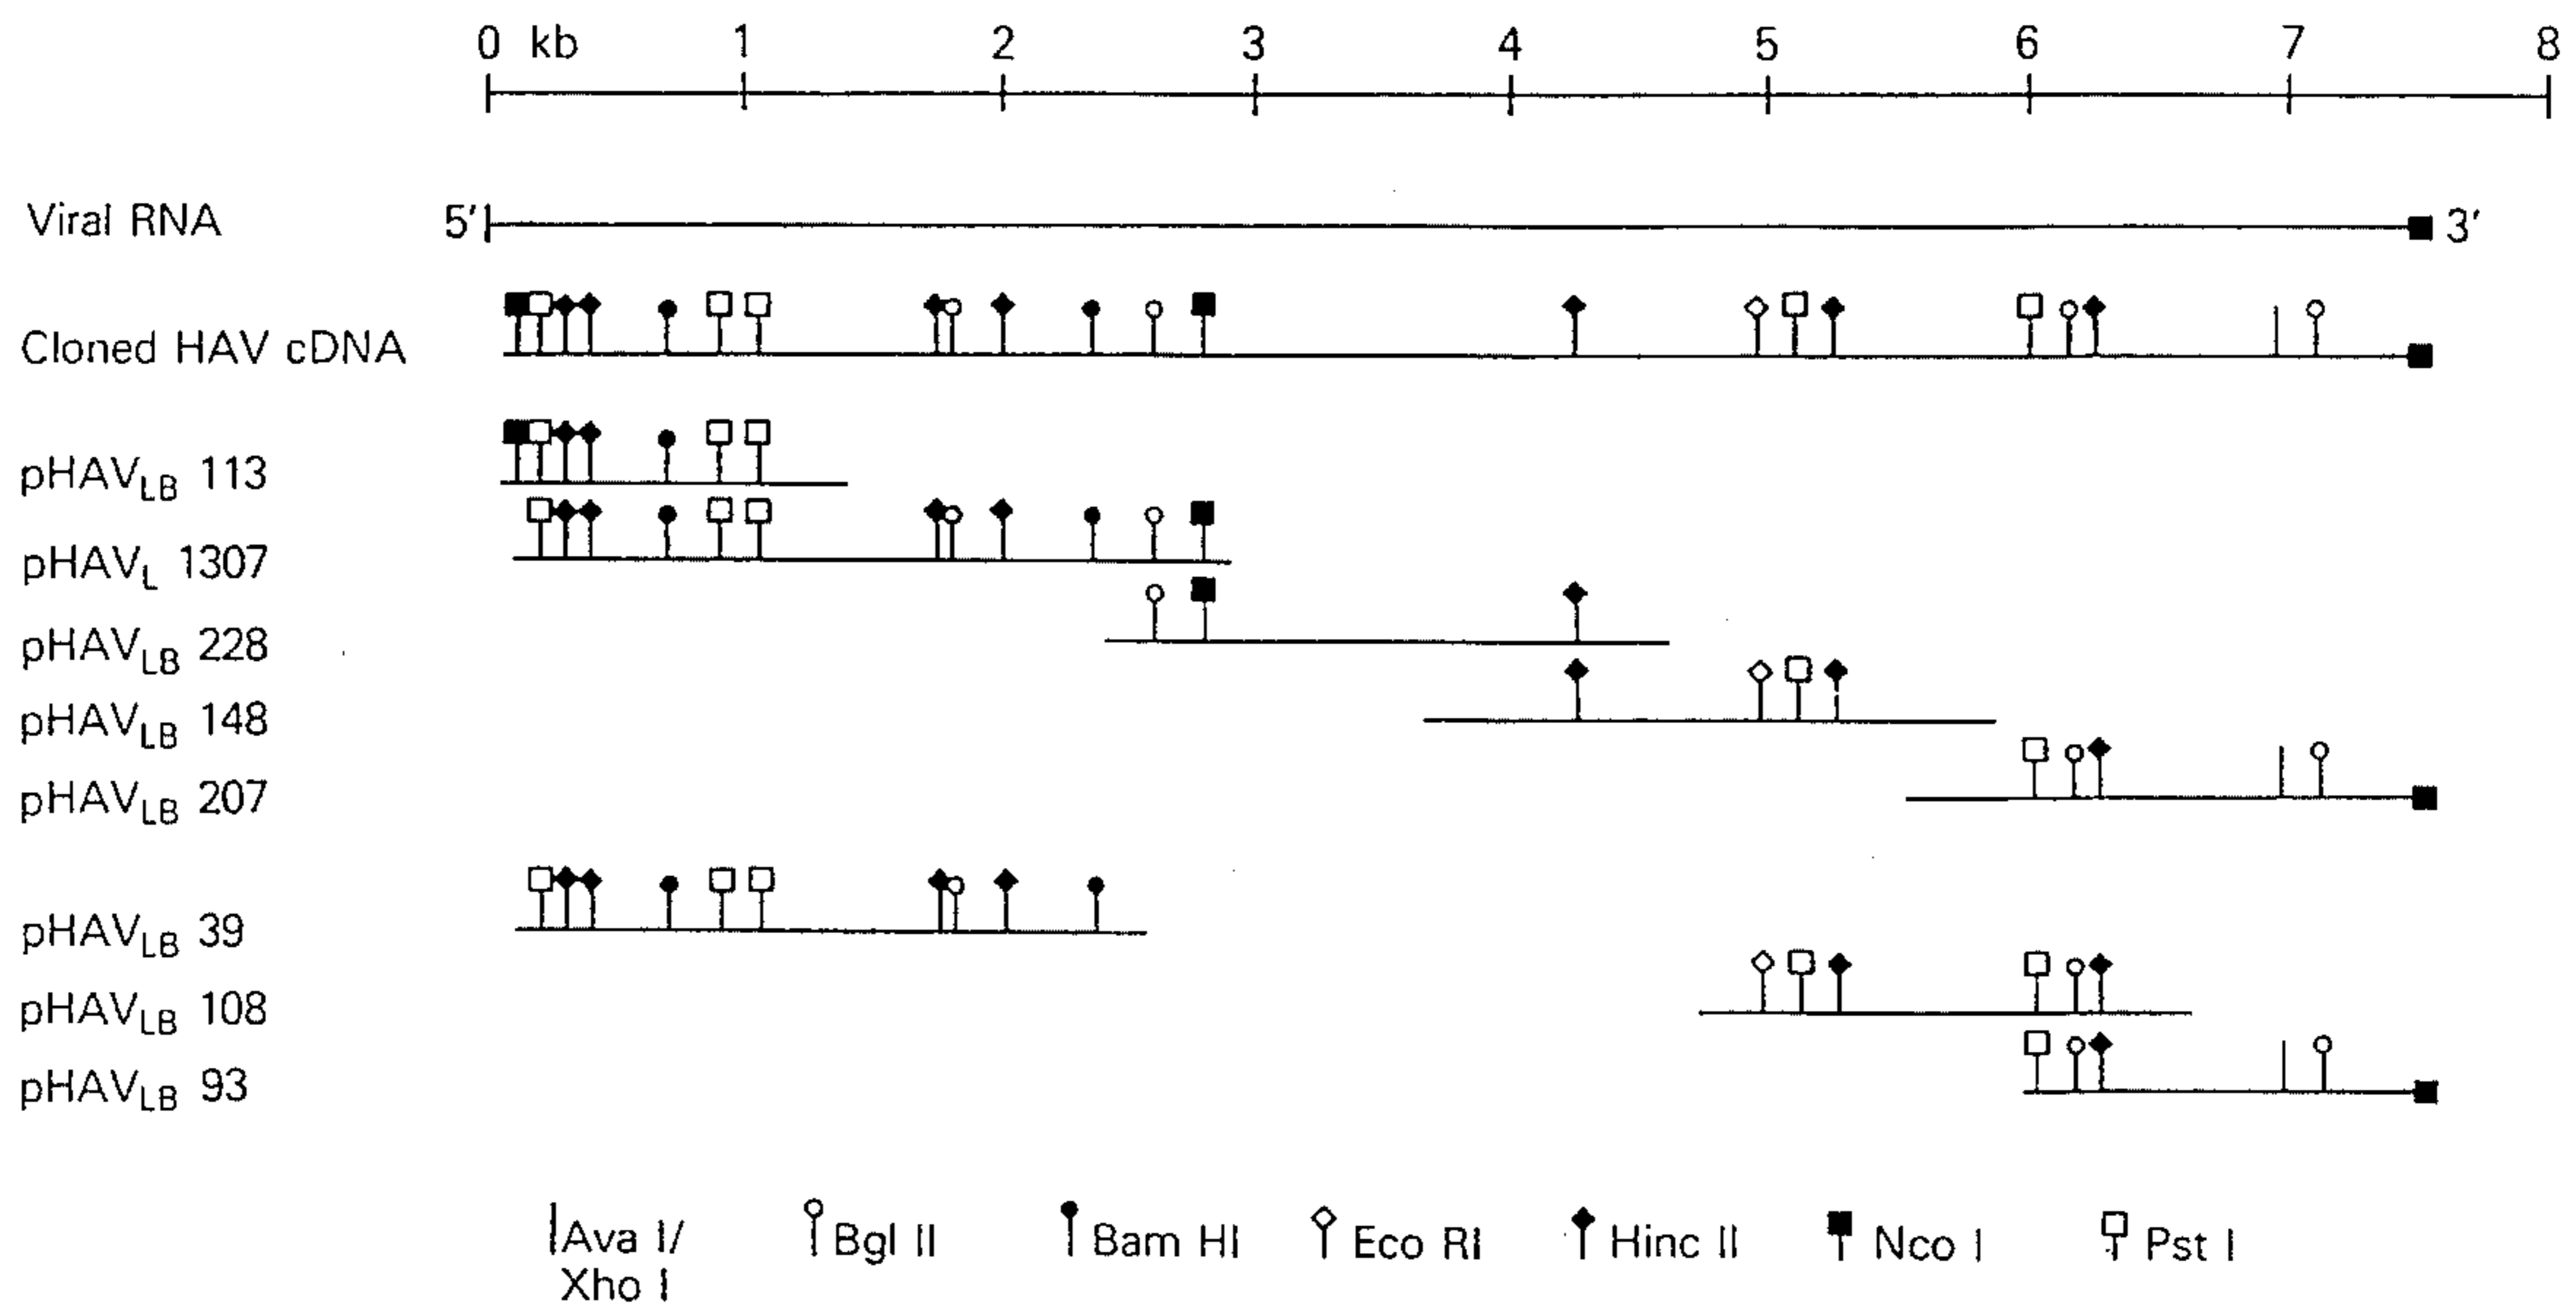 0 kb 1 2 3 4 5 6 7 8
Viral RNA 5' 3'
Cloned HAV cDNA
pHAVLB 113
pHAVL 1307
pHAVLB 228
pHAVLB 148
pHAVLB 207
pHAVLB 39
pHAVLB 108
pHAVLB 93
Ava I/ Bgl II Bam HI Eco RI Hinc II Nco I Pst I
Xho I